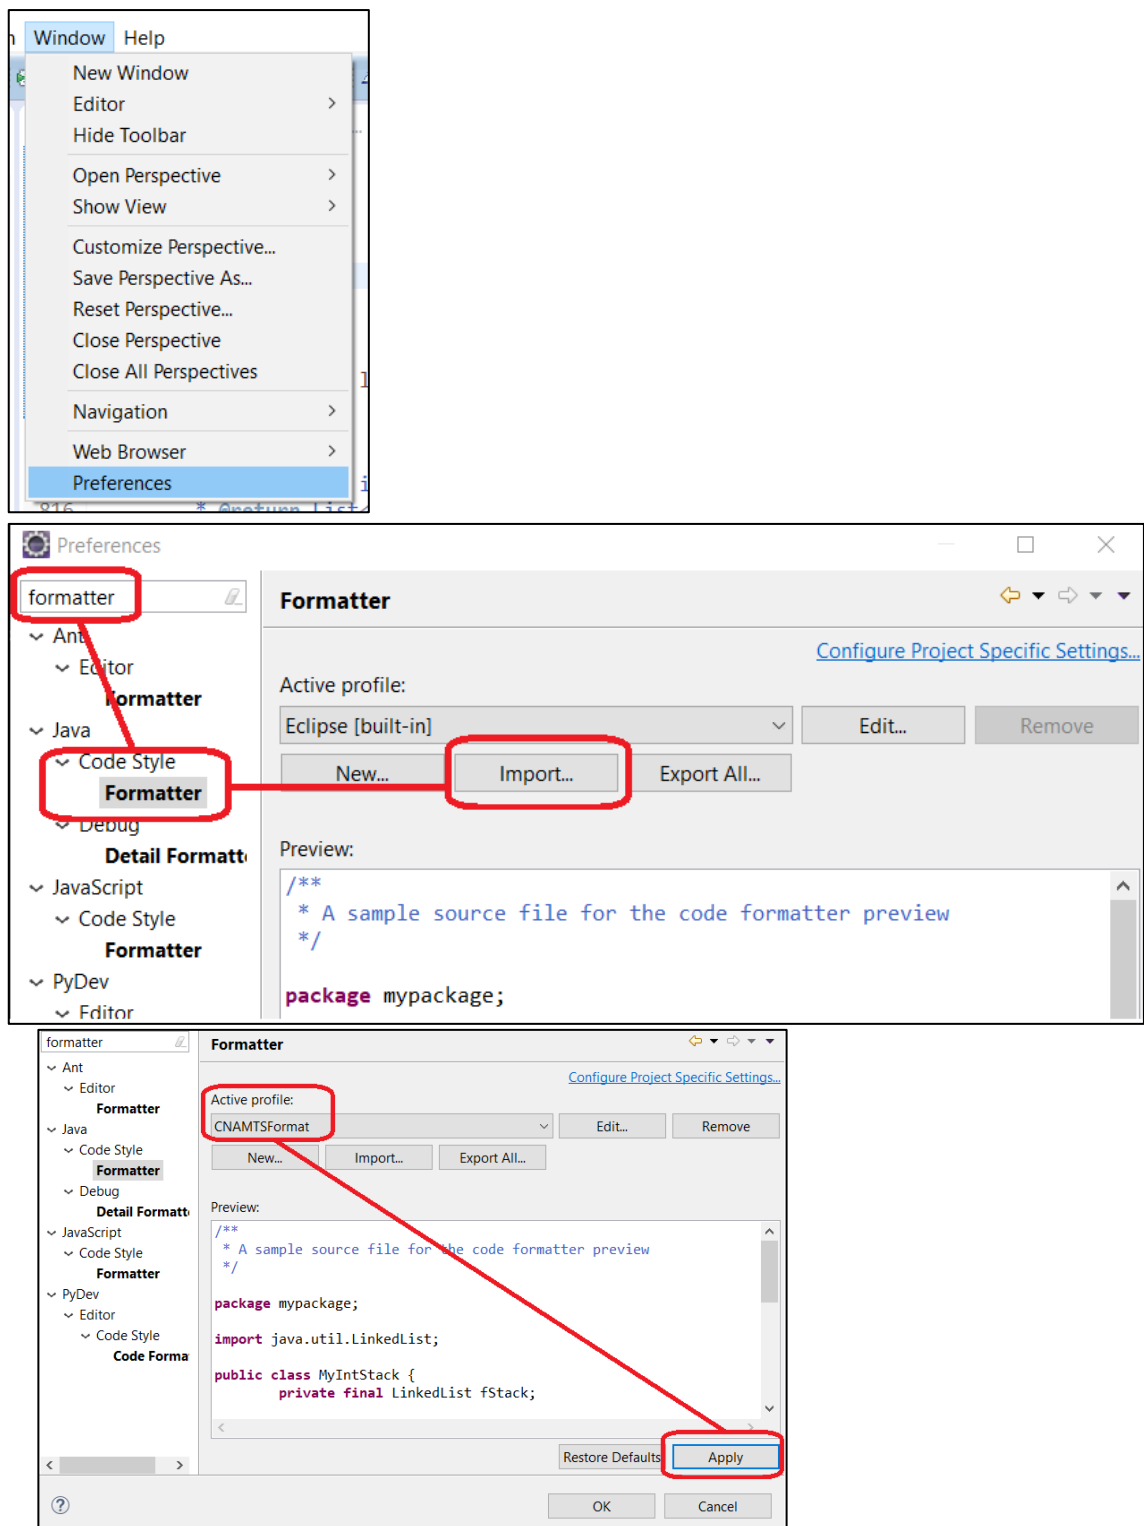 Window Help
New Window
Editor
Hide Toolbar
Open Perspective
Show View
Customize Perspective...
Save Perspective As...
Reset Perspective...
Close Perspective
Close All Perspectives
Navigation
Web Browser
Preferences
816 * @return List
Preferences
formatter
Formatter
Configure Project Specific Settings...
Ant
Editor
Formatter
Java
Code Style
Formatter
Debug
Detail Formatt
JavaScript
Code Style
Formatter
PyDev
Editor
Active profile:
Eclipse [built-in] Edit... Remove
New... Import... Export All...
Preview:
/**
* A sample source file for the code formatter preview
*/
package mypackage;
formatter
Formatter
Configure Project Specific Settings...
Ant
Editor
Formatter
Java
Code Style
Formatter
Debug
Detail Formatt
JavaScript
Code Style
Formatter
PyDev
Editor
Code Style
Code Forma
Active profile:
CNAMTSFormat Edit... Remove
New... Import... Export All...
Preview:
/**
* A sample source file for the code formatter preview
*/
package mypackage;
import java.util.LinkedList;
public class MyIntStack {
private final LinkedList fStack;
Restore Defaults Apply
OK Cancel